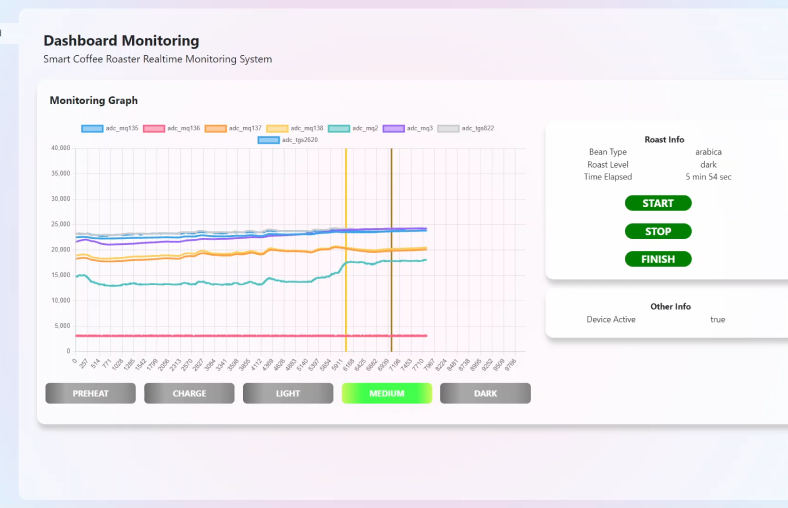 Dashboard Monitoring
Smart Coffee Roaster Realtime Monitoring System
Monitoring Graph
adc_mq135 adc_mq136 adc_mq137 adc_mq138 adc_mq2 adc_mq3 adc_tgs822
adc_tgs2620
40,000
35,000
30,000
25,000
20,000
15,000
10,000
5,000
0
0 257 514 771 1028 1285 1542 1799 2056 2313 2570 2827 3084 3341 3598 3855 4112 4369 4626 4883 5140 5397 5654 5911 6168 6425 6682 6939 7196 7453 7710 7967 8224 8481 8738 8995 9252 9509 9766
PREHEAT CHARGE LIGHT MEDIUM DARK
Roast Info
Bean Type arabica
Roast Level dark
Time Elapsed 5 min 54 sec
START
STOP
FINISH
Other Info
Device Active true